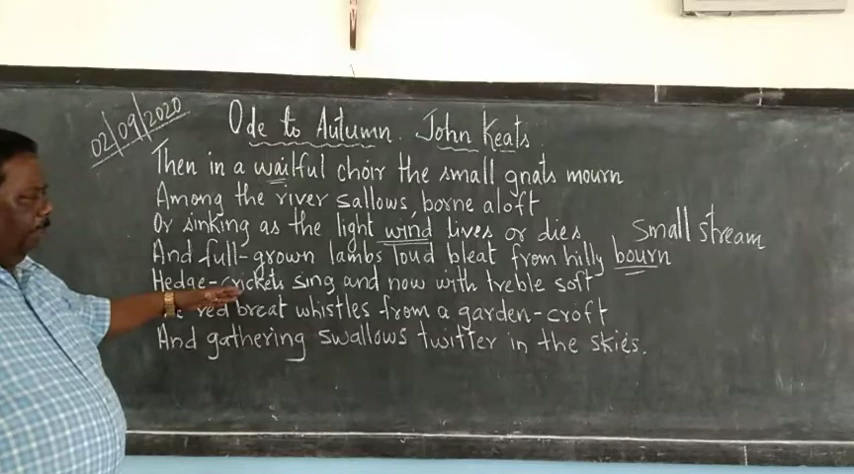 02/09/2020
Ode to Autumn. John Keats.
Then in a wailful choir the small gnats mourn
Among the river sallows, borne aloft
Or sinking as the light wind lives or dies
Small stream
And full-grown lambs loud bleat from hilly bourn
Hedge-crickets sing and now with treble soft
red breat whistles from a garden-croft
And gathering swallows twitter in the skies.